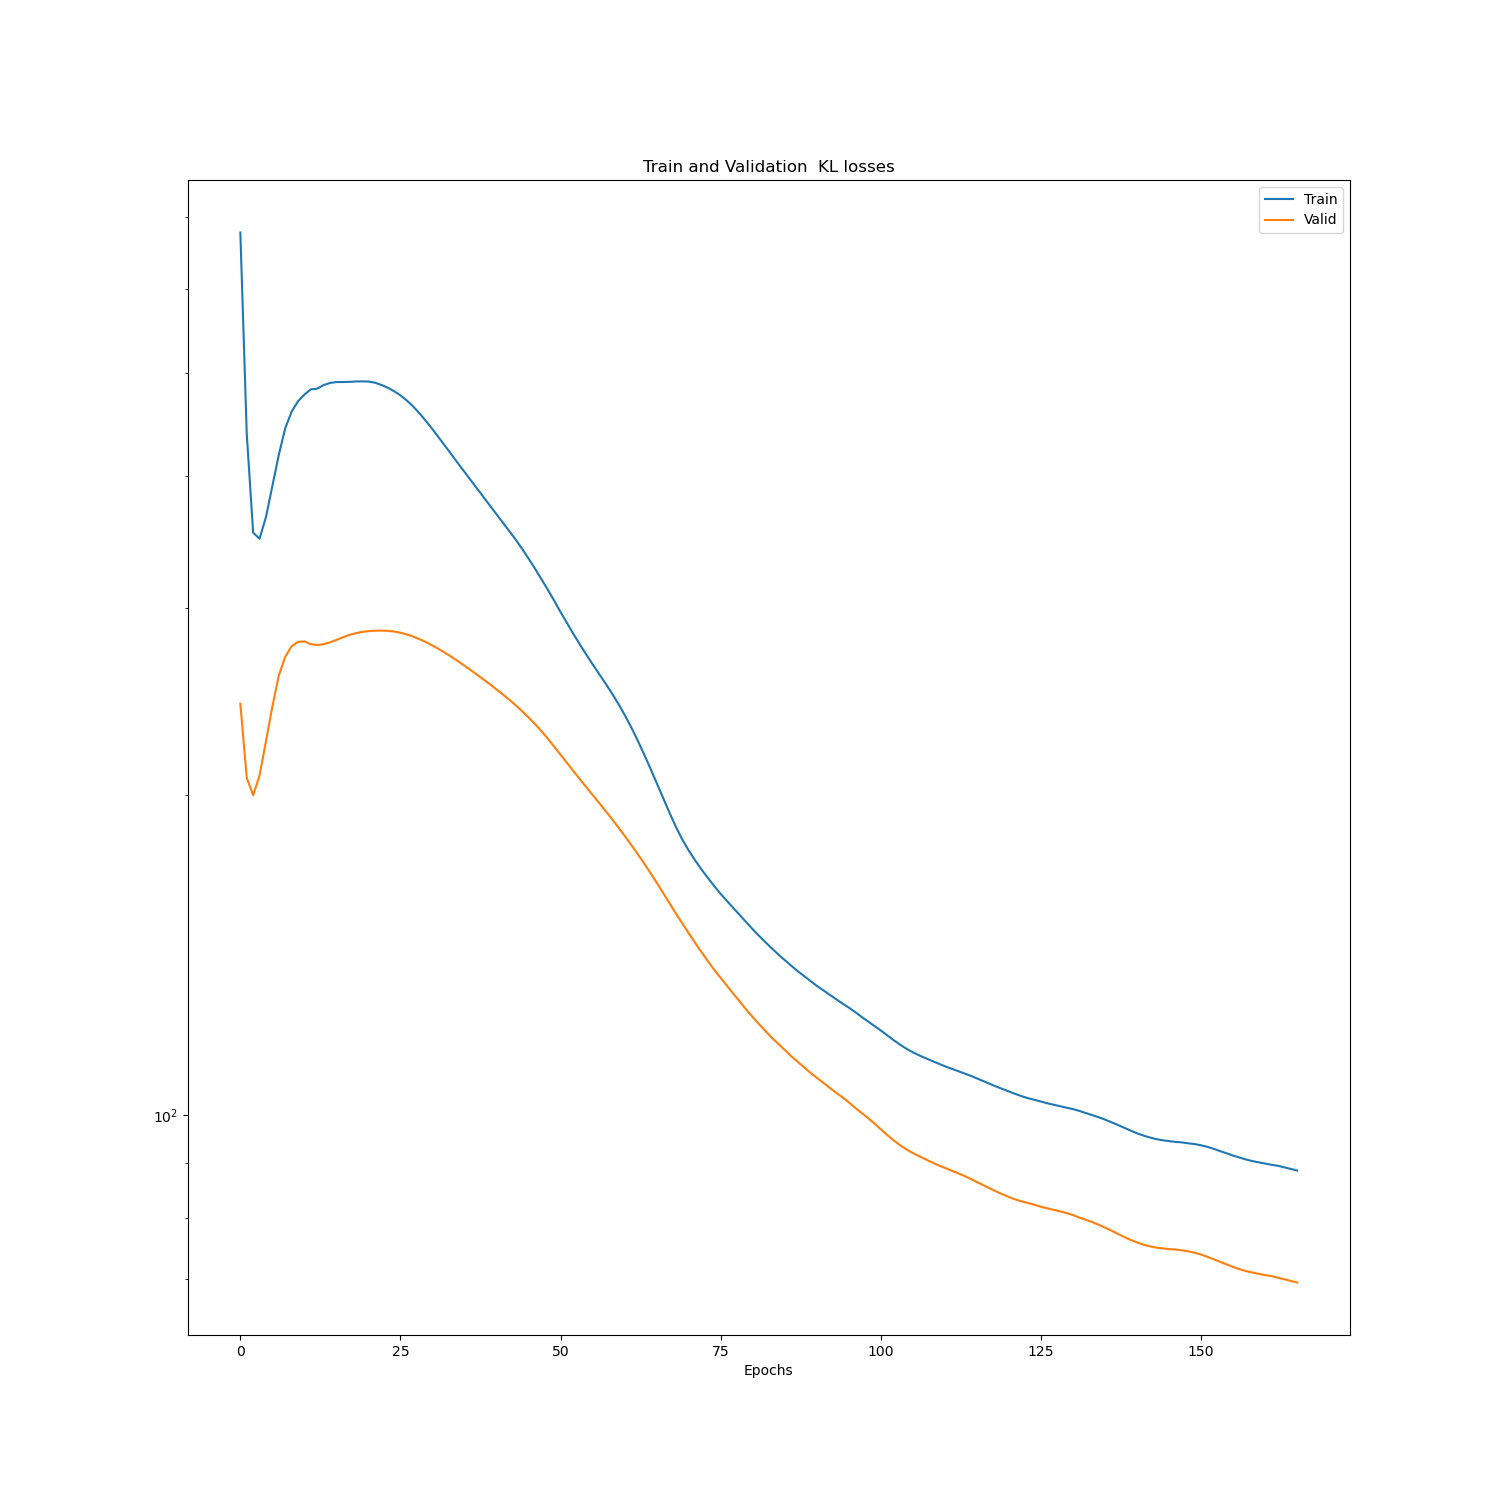 Train and Validation  KL losses
Train
Valid
10²
0 25 50 75 100 125 150
Epochs